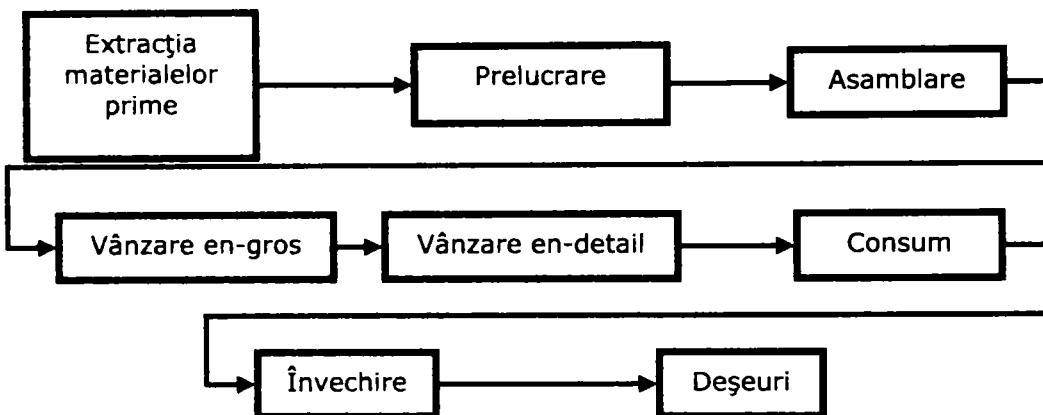 Extracţia
materialelor
prime
Prelucrare
Asamblare
Vânzare en-gros
Vânzare en-detail
Consum
Învechire
Deşeuri